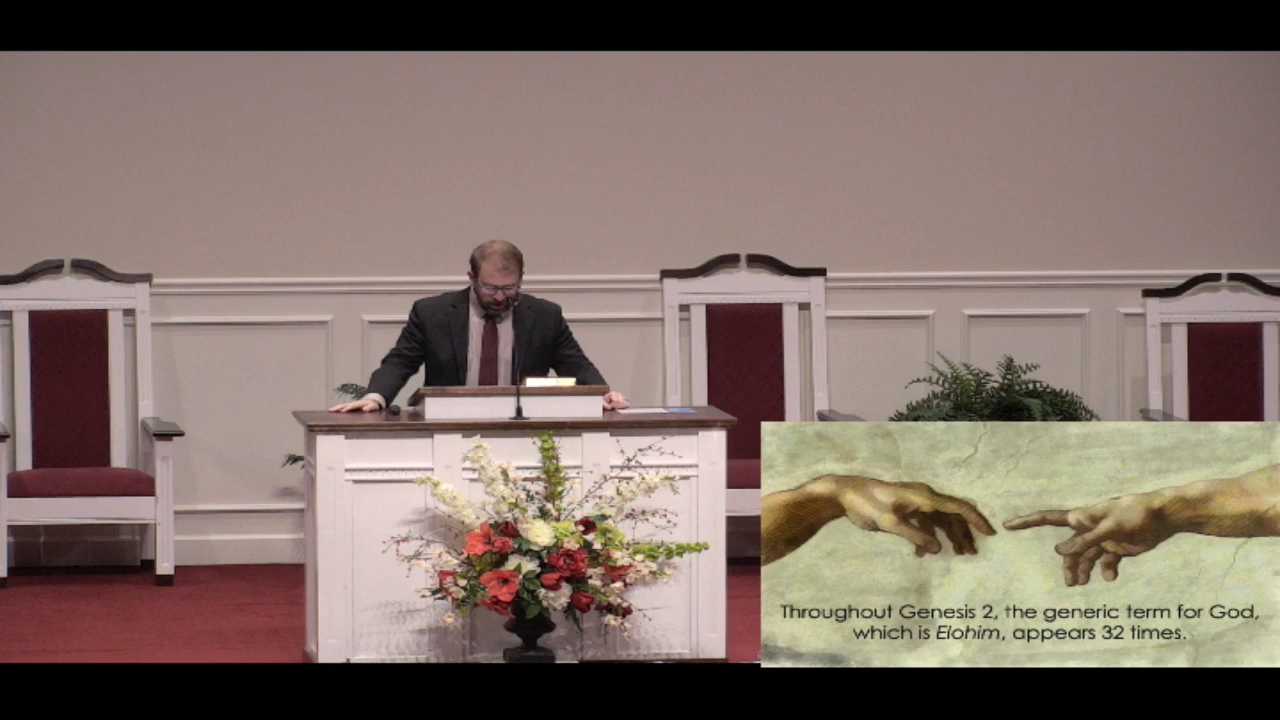 Throughout Genesis 2, the generic term for God,
which is Elohim, appears 32 times.